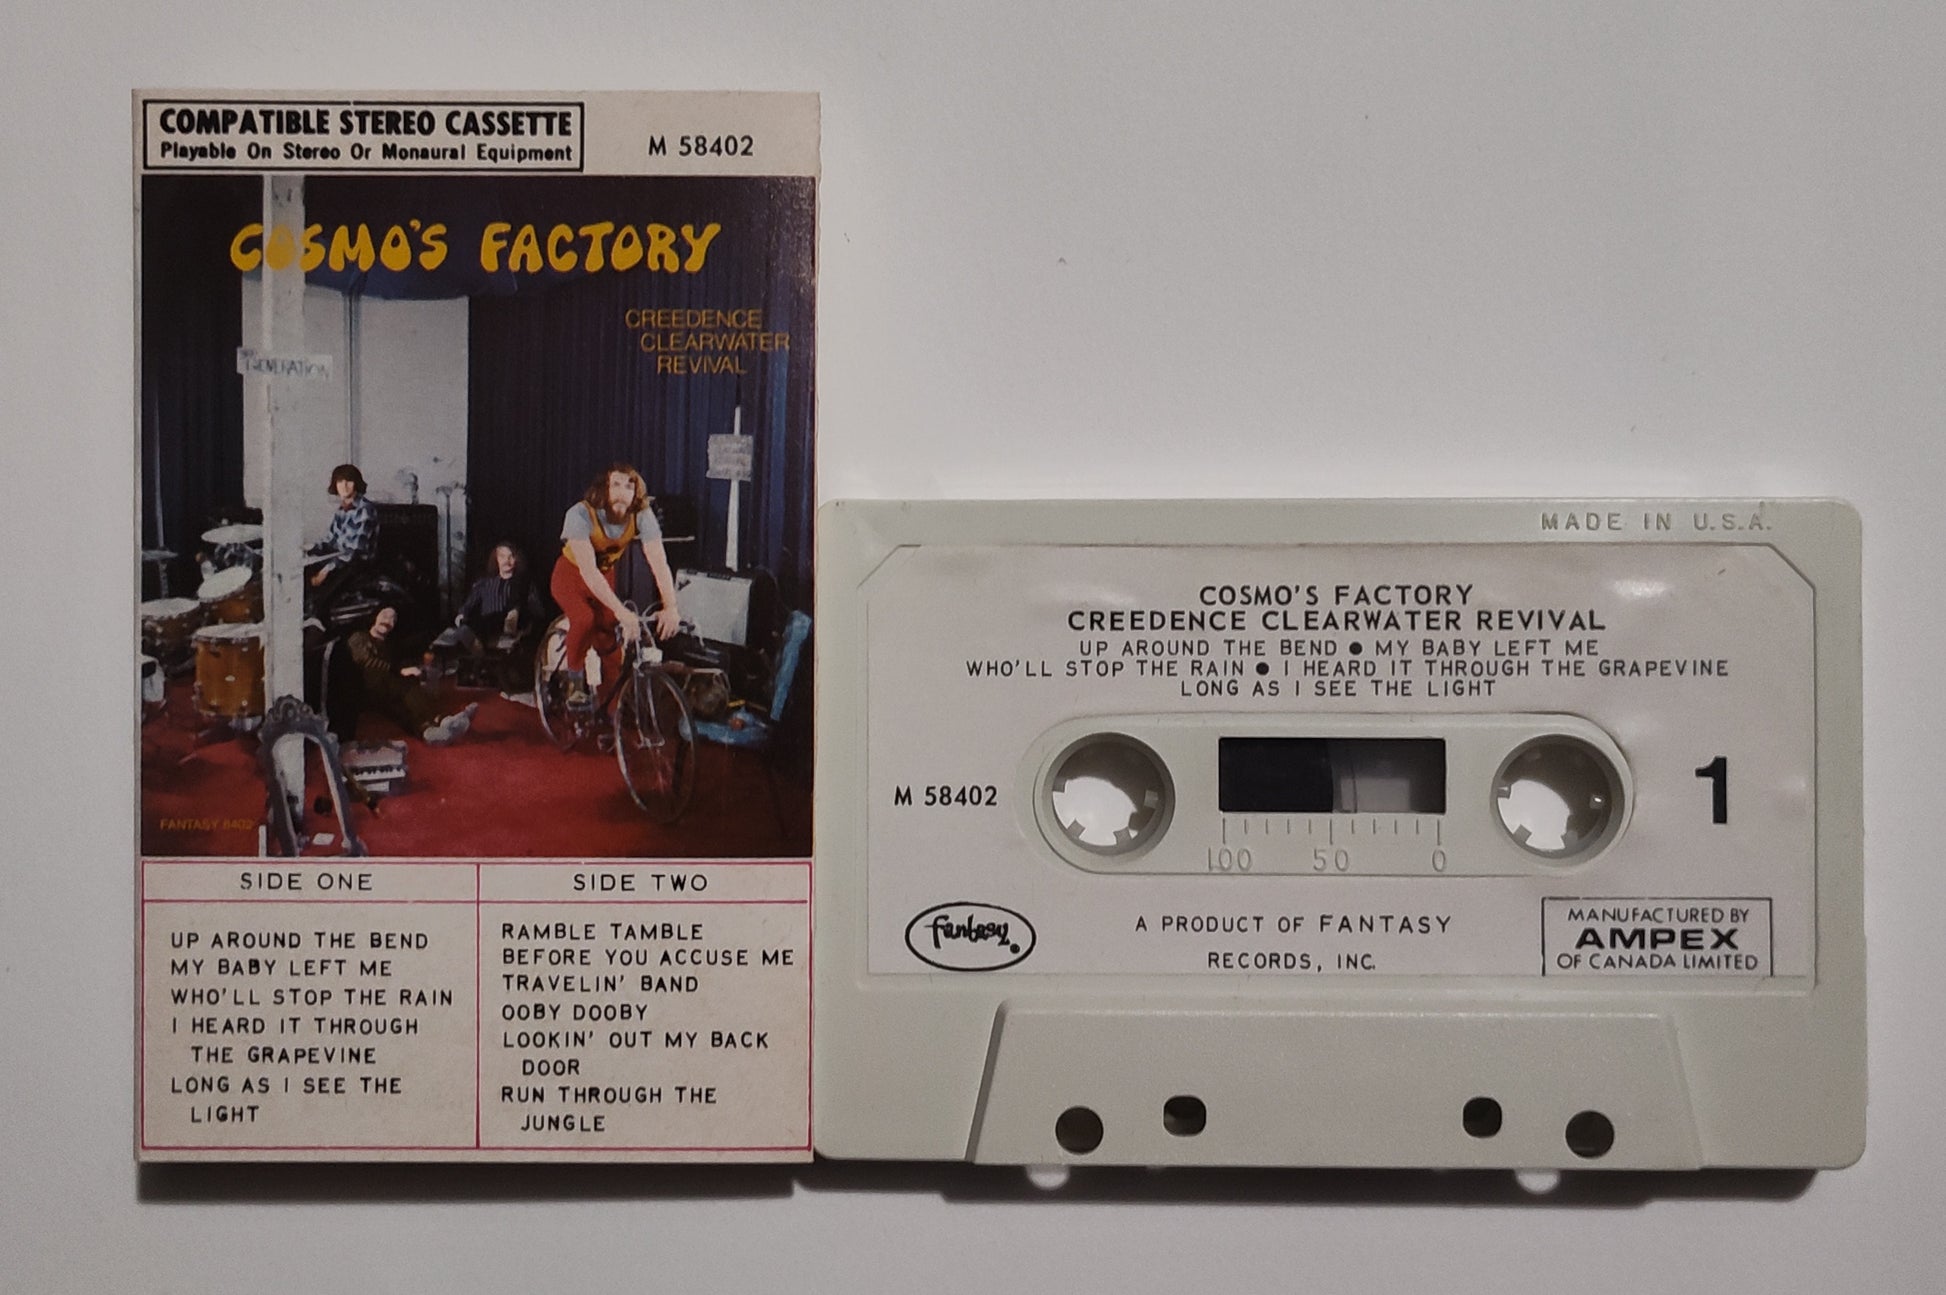 COMPATIBLE STEREO CASSETTE
Playable On Stereo Or Monaural Equipment
M 58402
COSMO'S FACTORY
CREEDENCE
CLEARWATER
REVIVAL
GENERATION
FANTASY 8402
SIDE ONE
UP AROUND THE BEND
MY BABY LEFT ME
WHO'LL STOP THE RAIN
I HEARD IT THROUGH
THE GRAPEVINE
LONG AS I SEE THE
LIGHT
SIDE TWO
RAMBLE TAMBLE
BEFORE YOU ACCUSE ME
TRAVELIN' BAND
OOBY DOOBY
LOOKIN' OUT MY BACK
DOOR
RUN THROUGH THE
JUNGLE
MADE IN U.S.A.
COSMO'S FACTORY
CREEDENCE CLEARWATER REVIVAL
UP AROUND THE BEND ● MY BABY LEFT ME
WHO'LL STOP THE RAIN ● I HEARD IT THROUGH THE GRAPEVINE
LONG AS I SEE THE LIGHT
M 58402
1
100 50 0
fantasy
A PRODUCT OF FANTASY
RECORDS, INC.
MANUFACTURED BY
AMPEX
OF CANADA LIMITED